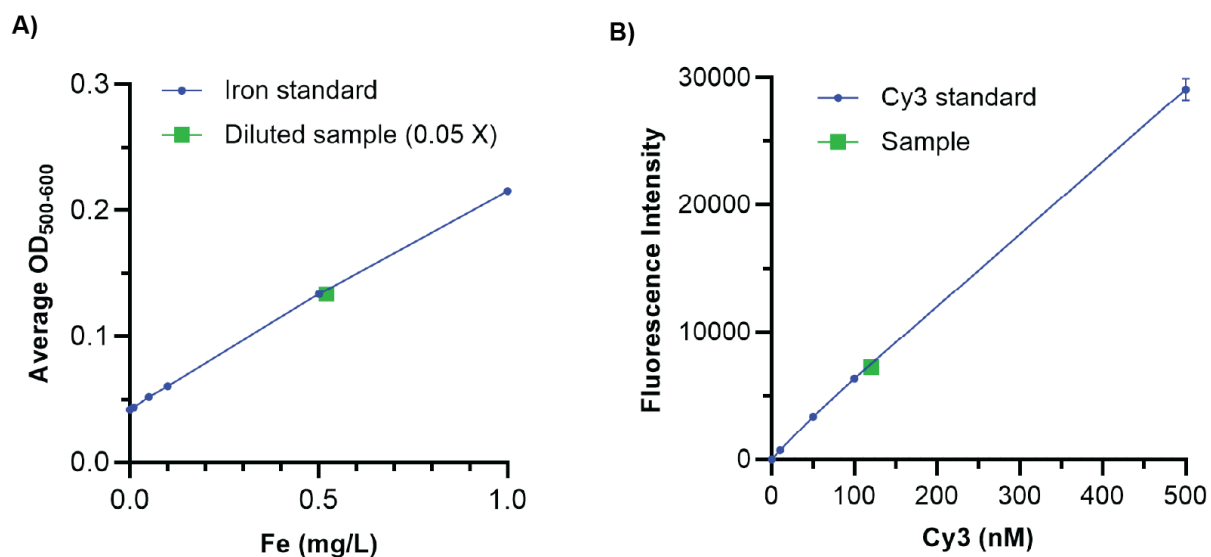 A)
Iron standard
Diluted sample (0.05 X)
0.3
0.2
0.1
0.0
Average OD500-600
0.0 0.5 1.0
Fe (mg/L)
B)
Cy3 standard
Sample
30000
20000
10000
0
Fluorescence Intensity
0 100 200 300 400 500
Cy3 (nM)